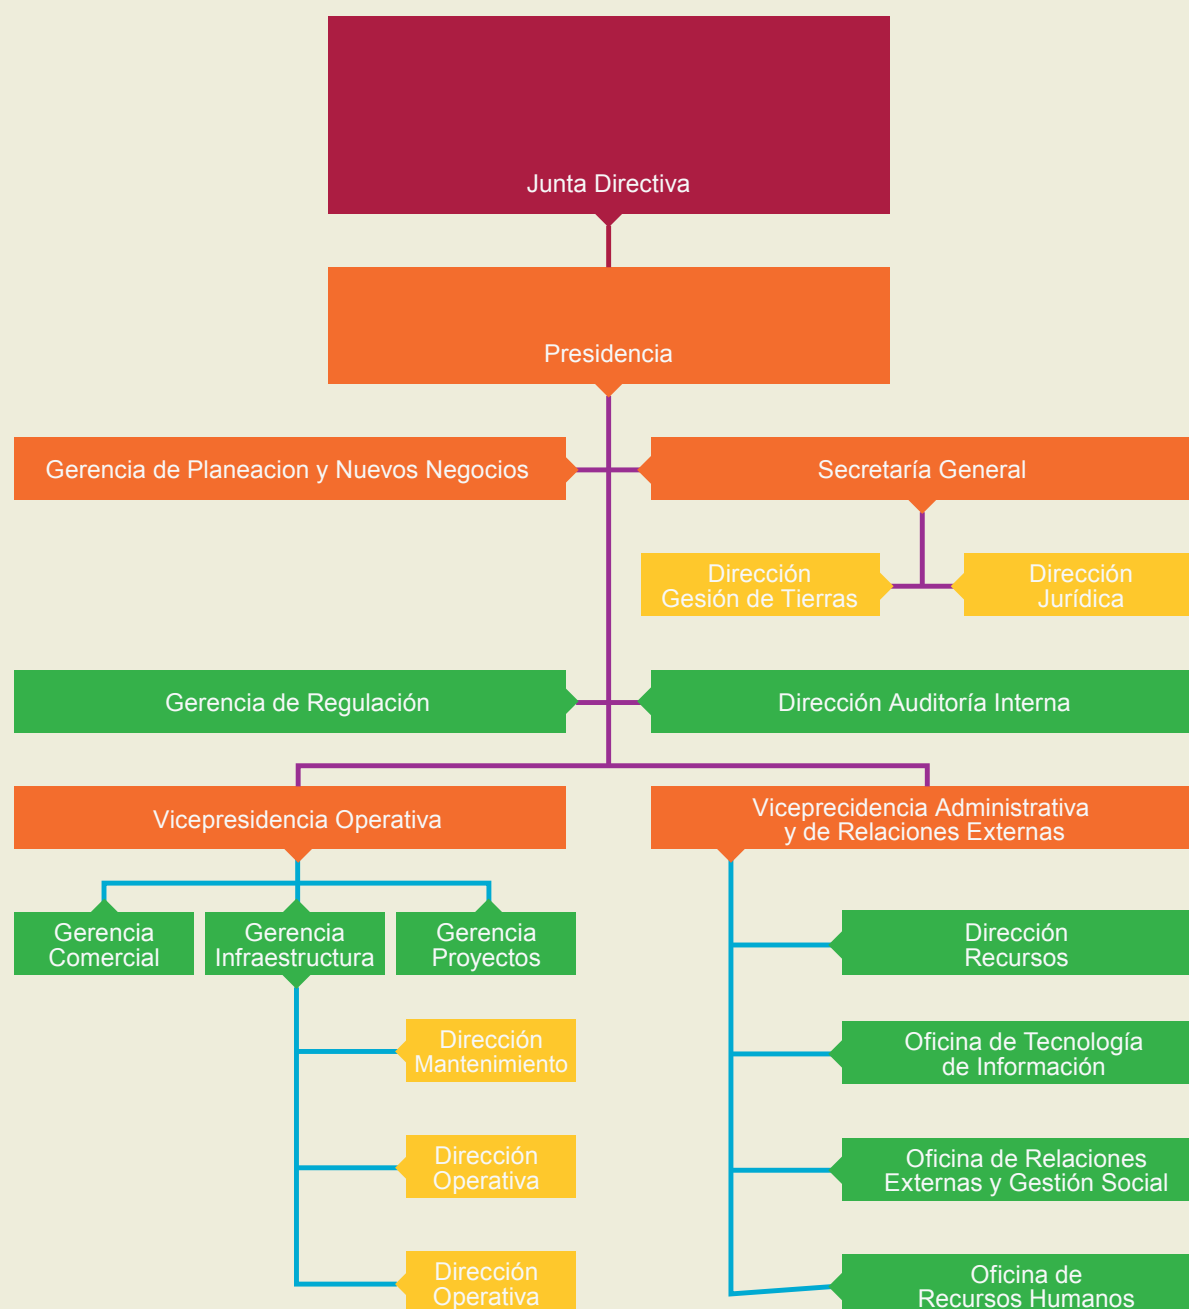 Junta Directiva
Presidencia
Gerencia de Planeacion y Nuevos Negocios
Secretaría General
Dirección
Gesión de Tierras
Dirección
Jurídica
Gerencia de Regulación
Dirección Auditoría Interna
Vicepresidencia Operativa
Viceprecidencia Administrativa
y de Relaciones Externas
Gerencia
Comercial
Gerencia
Infraestructura
Gerencia
Proyectos
Dirección
Mantenimiento
Dirección
Operativa
Dirección
Operativa
Dirección
Recursos
Oficina de Tecnología
de Información
Oficina de Relaciones
Externas y Gestión Social
Oficina de
Recursos Humanos